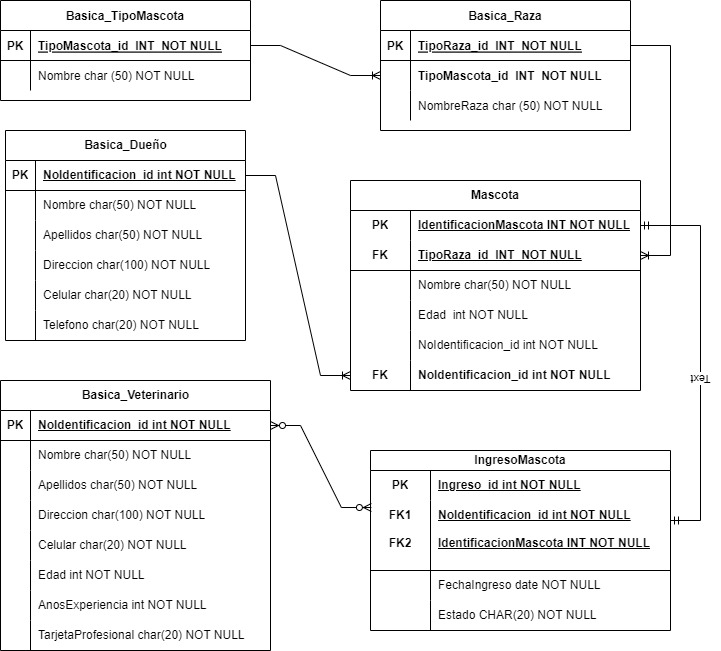 Basica_TipoMascota
PK TipoMascota_id INT NOT NULL
Nombre char (50) NOT NULL
Basica_Raza
PK TipoRaza_id INT NOT NULL
TipoMascota_id INT NOT NULL
NombreRaza char (50) NOT NULL
Basica_Dueño
PK NoIdentificacion_id int NOT NULL
Nombre char(50) NOT NULL
Apellidos char(50) NOT NULL
Direccion char(100) NOT NULL
Celular char(20) NOT NULL
Telefono char(20) NOT NULL
Mascota
PK IdentificacionMascota INT NOT NULL
FK TipoRaza_id INT NOT NULL
Nombre char(50) NOT NULL
Edad int NOT NULL
NoIdentificacion_id int NOT NULL
FK NoIdentificacion_id int NOT NULL
Text
Basica_Veterinario
PK NoIdentificacion_id int NOT NULL
Nombre char(50) NOT NULL
Apellidos char(50) NOT NULL
Direccion char(100) NOT NULL
Celular char(20) NOT NULL
Edad int NOT NULL
AnosExperiencia int NOT NULL
TarjetaProfesional char(20) NOT NULL
IngresoMascota
PK Ingreso_id int NOT NULL
FK1 NoIdentificacion_id int NOT NULL
FK2 IdentificacionMascota INT NOT NULL
FechaIngreso date NOT NULL
Estado CHAR(20) NOT NULL